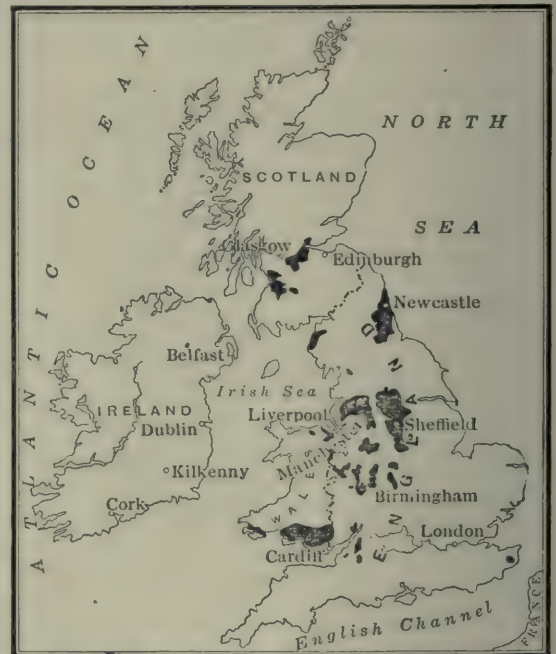 ATLANTIC OCEAN
NORTH
SEA
SCOTLAND
Glasgow
Edinburgh
Newcastle
Belfast
Irish Sea
Liverpool
IRELAND
Dublin
Sheffield
Kilkenny
Birmingham
WALES
ENGLAND
Cork
London
Cardiff
English Channel
FRANCE